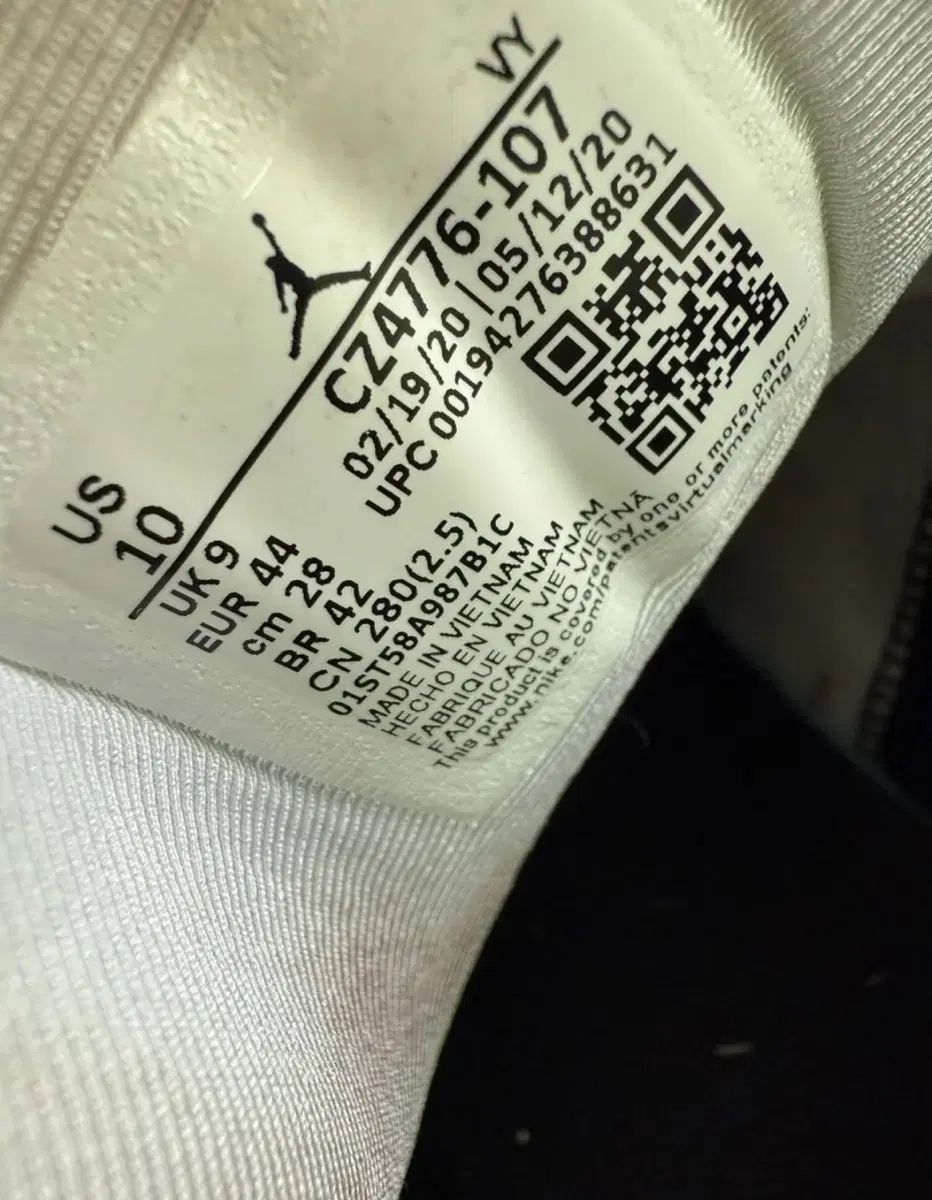 VY
US
10
CZ4776-107
02/19/20 | 05/12/20
UPC 00194276388631
UK 9
EUR 44
cm 28
BR 42
CN 280(2.5)
01ST58A987B1C
MADE IN VIETNAM
HECHO EN VIETNAM
FABRIQUE AU VIETNAM
FABRICADO NO VIETNÃ
This product is covered by one or more patents:
www.nike.com/patentsvirtualmarking